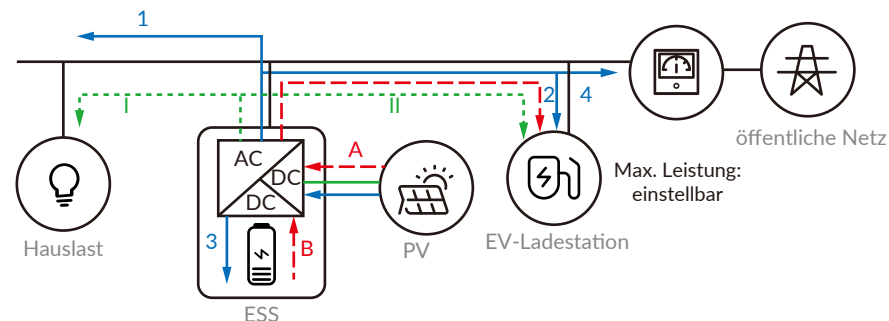 1
2
4
I
II
öffentliche Netz
AC
DC
DC
A
Max. Leistung:
einstellbar
3
B
Hauslast
PV
EV-Ladestation
ESS